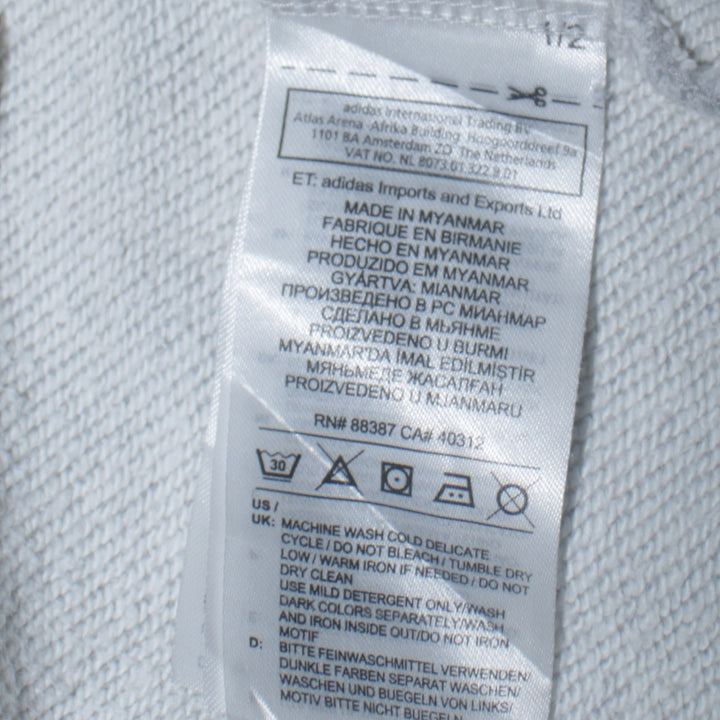 1/2
adidas International Trading BV
Atlas Arena -Afrika Building Hoogoorddreef 9a
1101 BA Amsterdam ZO The Netherlands
VAT NO. NL 8073.01.322.B.01
ET: adidas Imports and Exports Ltd
MADE IN MYANMAR
FABRIQUE EN BIRMANIE
HECHO EN MYANMAR
PRODUZIDO EM MYANMAR
GYÁRTVA: MIANMAR
ПРОИЗВЕДЕНО В РС МИАНМАР
СДЕЛАНО В МЬЯНМЕ
PROIZVEDENO U BURMI
MYANMAR'DA İMAL EDİLMİŞTİR
МЯНЬМЕДЕ ЖАСАЛҒАН
PROIZVEDENO U MJANMARU
RN# 88387 CA# 40312
30
US /
UK: MACHINE WASH COLD DELICATE
CYCLE / DO NOT BLEACH / TUMBLE DRY
LOW / WARM IRON IF NEEDED / DO NOT
DRY CLEAN
USE MILD DETERGENT ONLY/WASH
DARK COLORS SEPARATELY/WASH
AND IRON INSIDE OUT/DO NOT IRON
MOTIF
D: BITTE FEINWASCHMITTEL VERWENDEN/
DUNKLE FARBEN SEPARAT WASCHEN/
WASCHEN UND BUEGELN VON LINKS/
MOTIV BITTE NICHT BUEGELN